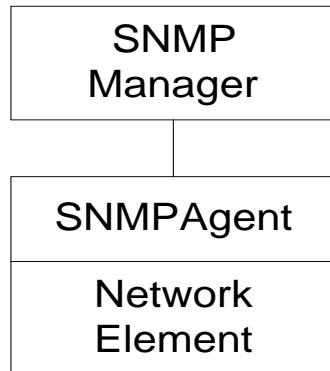 SNMP
Manager
SNMPAgent
Network
Element